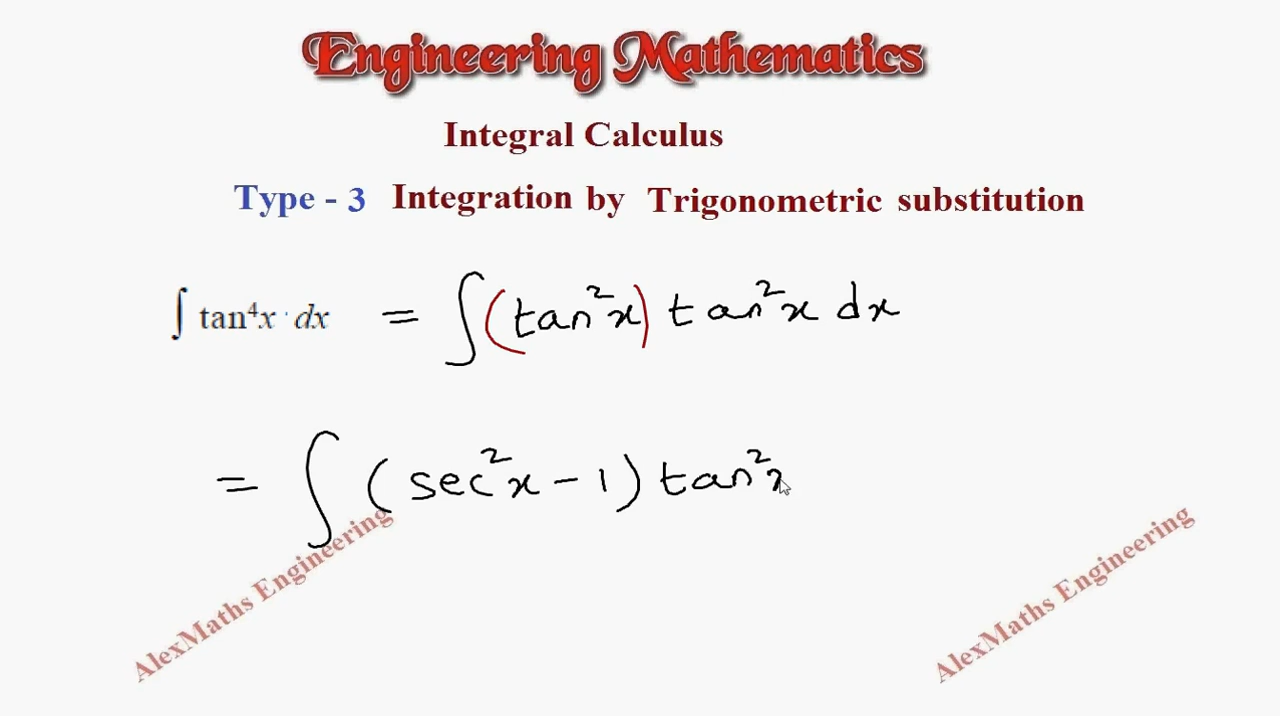 Engineering Mathematics
Integral Calculus
Type - 3 Integration by Trigonometric substitution
∫ tan⁴x · dx = ∫ (tan²x) tan²x dx
= ∫ (sec²x - 1) tan²x
AlexMaths Engineering
AlexMaths Engineering